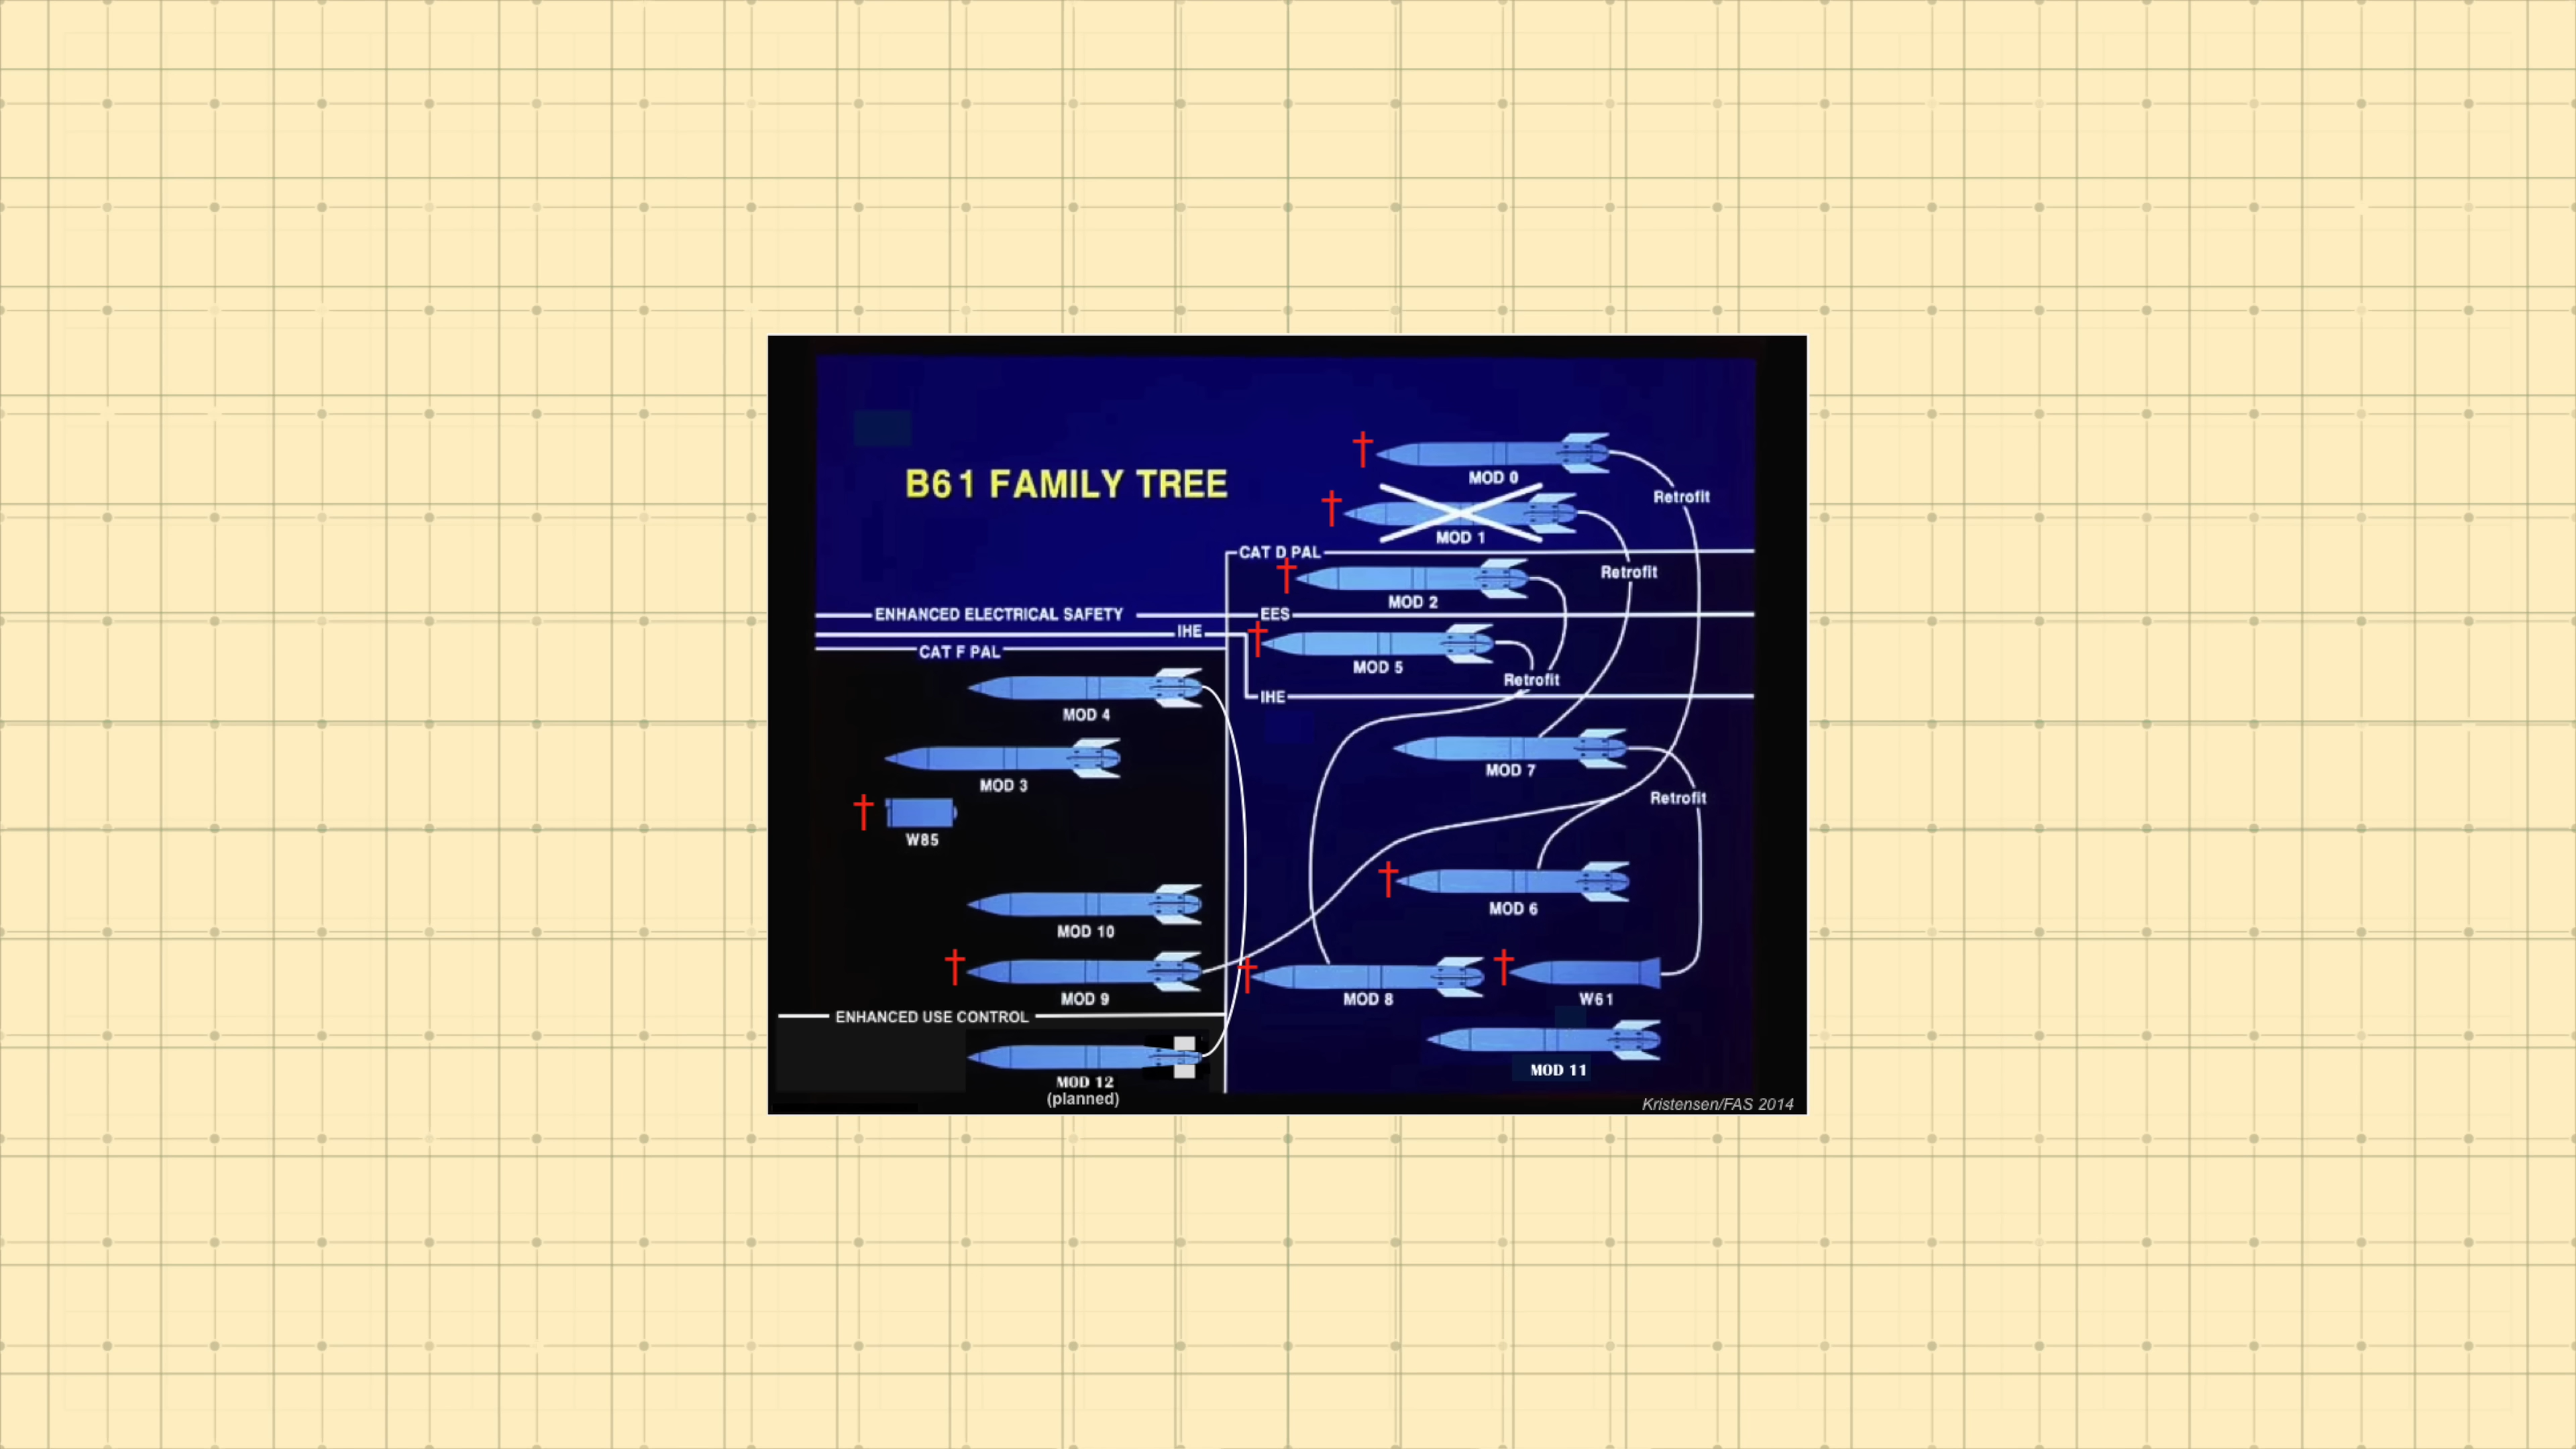 B61 FAMILY TREE
MOD 0
Retrofit
MOD 1
CAT D PAL
Retrofit
MOD 2
ENHANCED ELECTRICAL SAFETY
EES
IHE
CAT F PAL
MOD 5
Retrofit
IHE
MOD 4
MOD 7
MOD 3
Retrofit
W85
MOD 6
MOD 10
MOD 9
MOD 8
W61
ENHANCED USE CONTROL
MOD 11
MOD 12
(planned)
Kristensen/FAS 2014